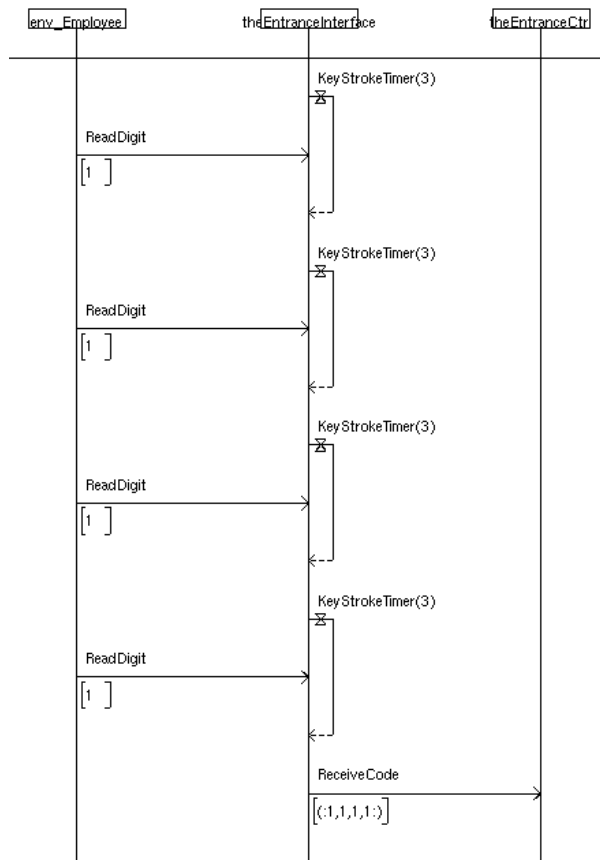 env_Employee theEntranceInterface theEntranceCtr
KeyStrokeTimer(3)
ReadDigit
[1 ]
KeyStrokeTimer(3)
ReadDigit
[1 ]
KeyStrokeTimer(3)
ReadDigit
[1 ]
KeyStrokeTimer(3)
ReadDigit
[1 ]
ReceiveCode
[(:1,1,1,1:)]